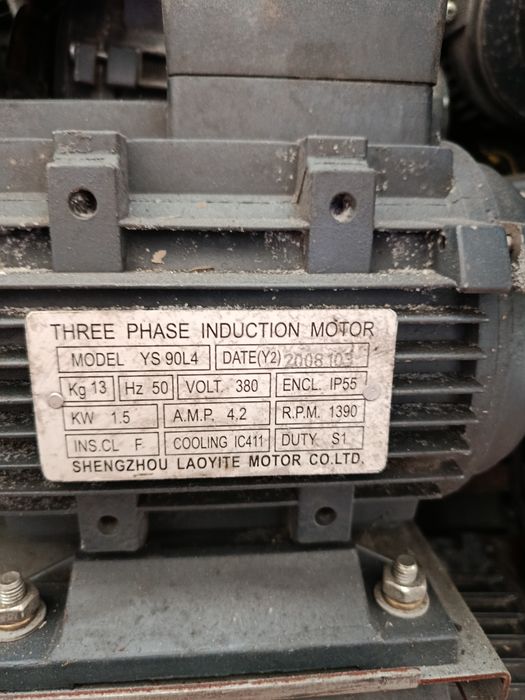 THREE PHASE INDUCTION MOTOR
MODEL YS 90L4 DATE(Y2) 2008103
Kg 13 Hz 50 VOLT 380 ENCL. IP55
KW 1.5 A.M.P. 4.2 R.P.M. 1390
INS.CL F COOLING IC411 DUTY S1
SHENGZHOU LAOYITE MOTOR CO.LTD.